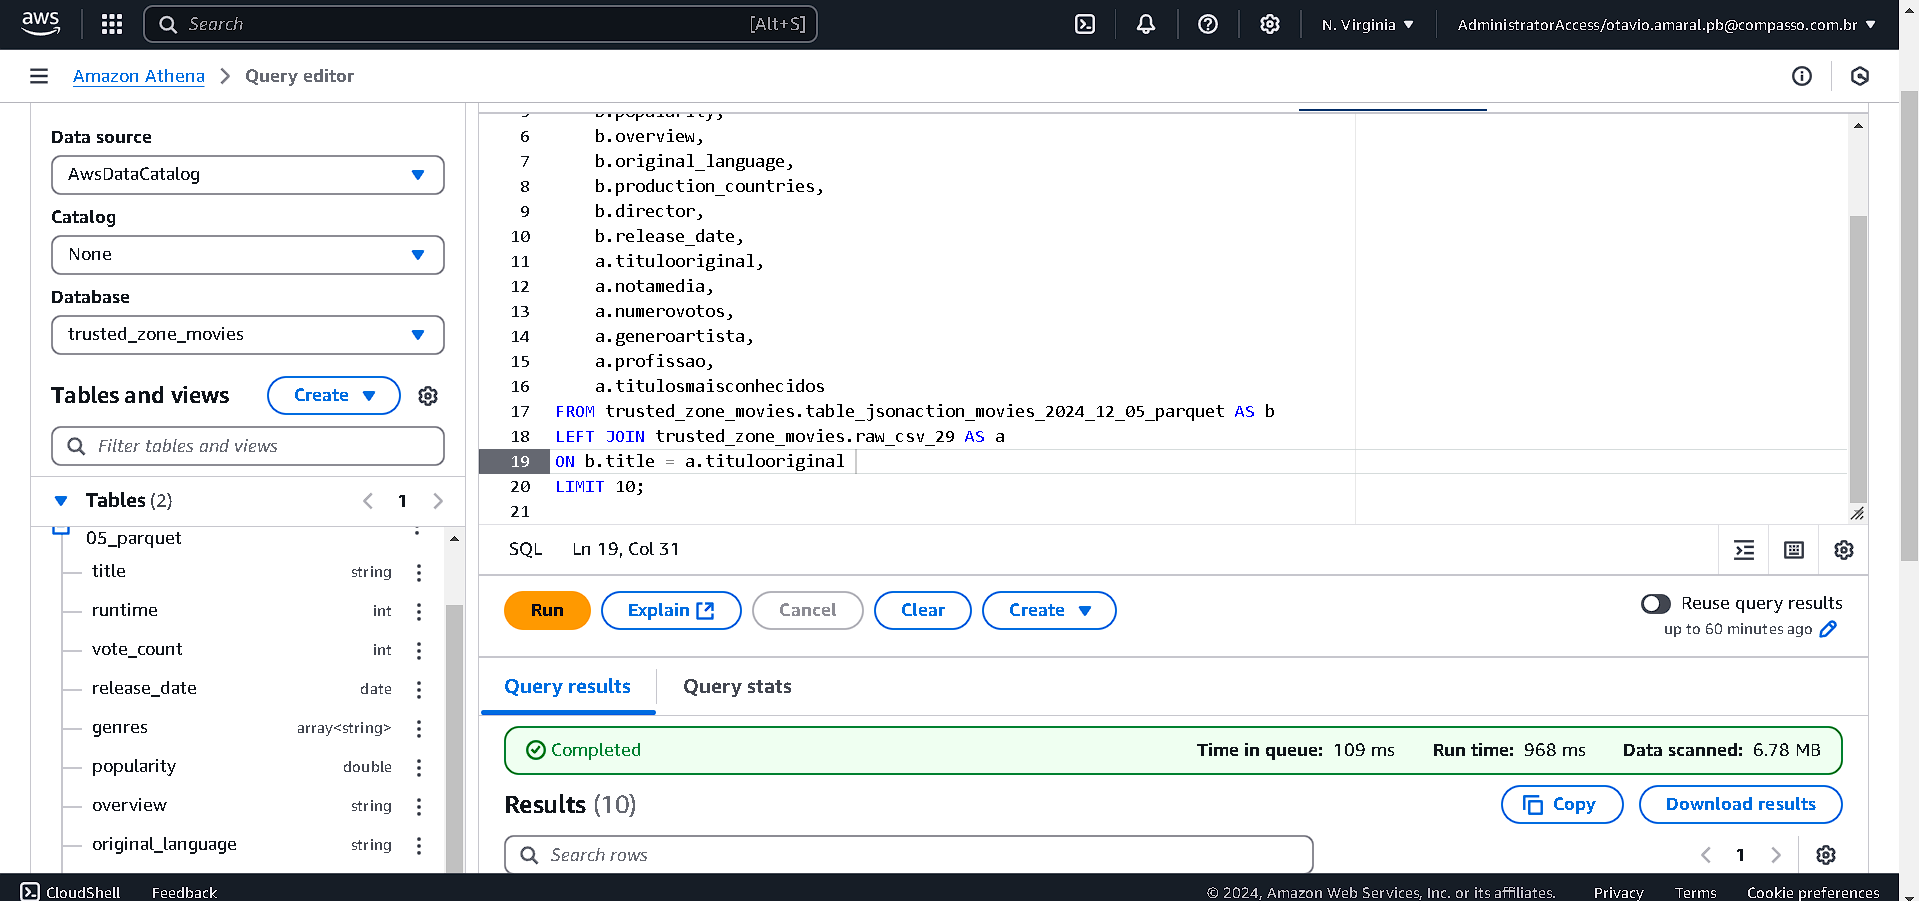 aws
Search [Alt+S]
N. Virginia
AdministratorAccess/otavio.amaral.pb@compasso.com.br
Amazon Athena > Query editor
Data source
AwsDataCatalog
Catalog
None
Database
trusted_zone_movies
Tables and views
Create
Filter tables and views
Tables (2)
1
05_parquet
title string
runtime int
vote_count int
release_date date
genres array<string>
popularity double
overview string
original_language string
5 b.popularity,
6 b.overview,
7 b.original_language,
8 b.production_countries,
9 b.director,
10 b.release_date,
11 a.titulooriginal,
12 a.notamedia,
13 a.numerovotos,
14 a.generoartista,
15 a.profissao,
16 a.titulosmaisconhecidos
17 FROM trusted_zone_movies.table_jsonaction_movies_2024_12_05_parquet AS b
18 LEFT JOIN trusted_zone_movies.raw_csv_29 AS a
19 ON b.title = a.titulooriginal
20 LIMIT 10;
21
SQL Ln 19, Col 31
Run Explain Cancel Clear Create
Reuse query results
up to 60 minutes ago
Query results Query stats
Completed Time in queue: 109 ms Run time: 968 ms Data scanned: 6.78 MB
Results (10)
Copy Download results
Search rows
1
CloudShell Feedback © 2024, Amazon Web Services, Inc. or its affiliates. Privacy Terms Cookie preferences